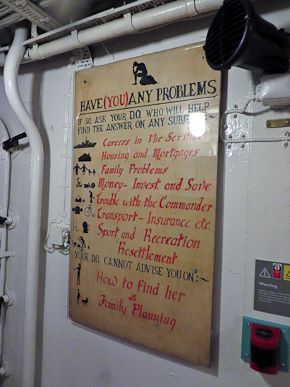 HAVE (YOU) ANY PROBLEMS
IF SO, ASK YOUR D.O. WHO WILL HELP
FIND THE ANSWER ON ANY SUBJECT
Careers in the Services
Housing and Mortgages
Family Problems
Money - Invest and Save
Trouble with the Commander
Transport - Insurance etc.
Sport and Recreation
Resettlement
YOUR D.O. CANNOT ADVISE YOU ON:-
How to Find her
&
Family Planning
Warning